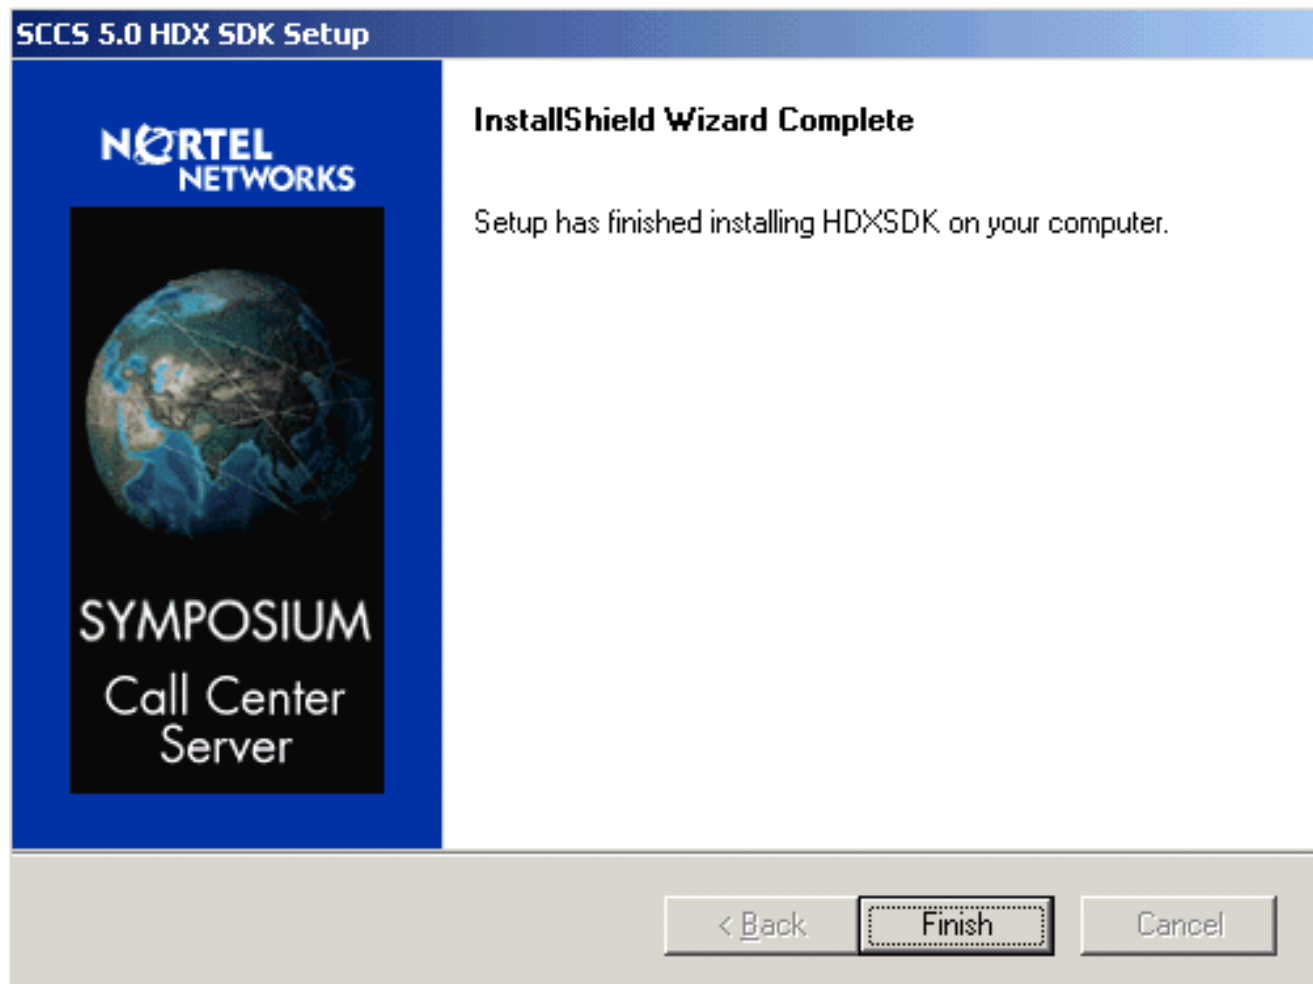 SCCS 5.0 HDX SDK Setup
NORTEL
NETWORKS
SYMPOSIUM
Call Center
Server
InstallShield Wizard Complete
Setup has finished installing HDXSDK on your computer.
< Back
Finish
Cancel